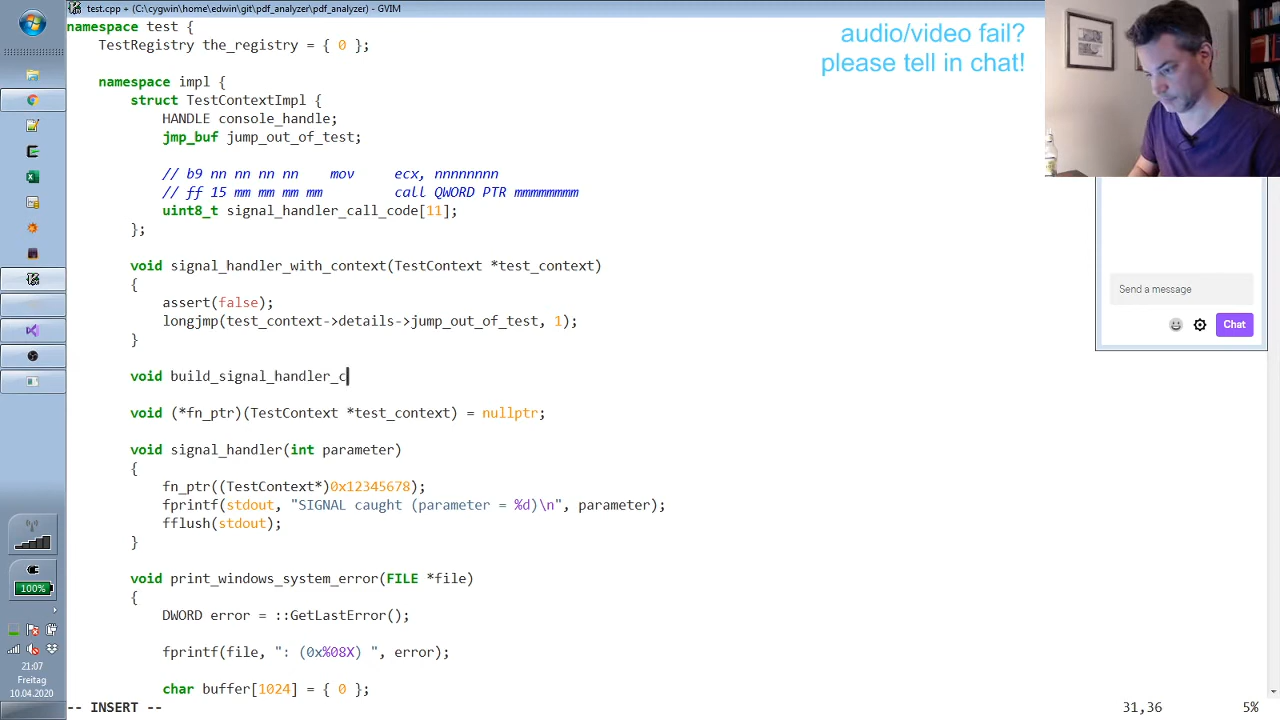 test.cpp + (C:\cygwin\home\edwin\git\pdf_analyzer\pdf_analyzer) - GVIM
namespace test {
    TestRegistry the_registry = { 0 };
    namespace impl {
        struct TestContextImpl {
            HANDLE console_handle;
            jmp_buf jump_out_of_test;
            // b9 nn nn nn nn    mov     ecx, nnnnnnnn
            // ff 15 mm mm mm mm         call QWORD PTR mmmmmmmm
            uint8_t signal_handler_call_code[11];
        };
        void signal_handler_with_context(TestContext *test_context)
        {
            assert(false);
            longjmp(test_context->details->jump_out_of_test, 1);
        }
        void build_signal_handler_c
        void (*fn_ptr)(TestContext *test_context) = nullptr;
        void signal_handler(int parameter)
        {
            fn_ptr((TestContext*)0x12345678);
            fprintf(stdout, "SIGNAL caught (parameter = %d)\n", parameter);
            fflush(stdout);
        }
        void print_windows_system_error(FILE *file)
        {
            DWORD error = ::GetLastError();
            fprintf(file, ": (0x%08X) ", error);
            char buffer[1024] = { 0 };
-- INSERT --
31,36
5%
audio/video fail?
please tell in chat!
Send a message
Chat
100%
21:07
Freitag
10.04.2020